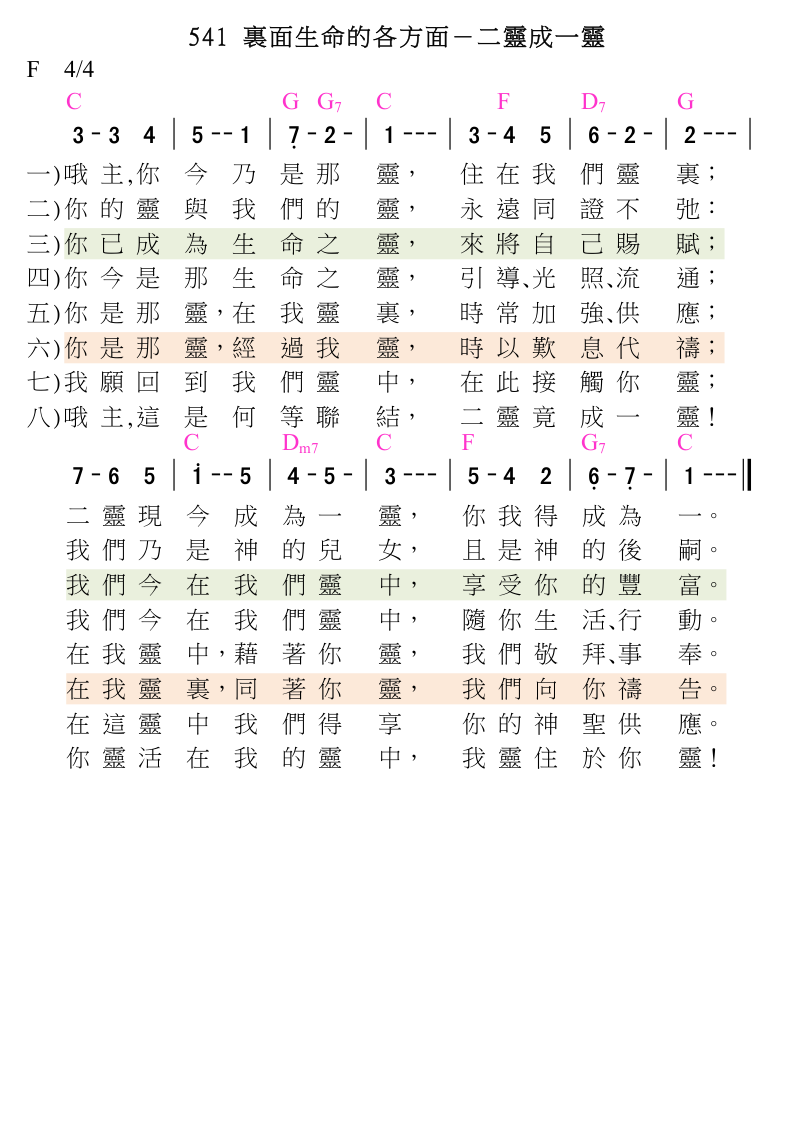 541 裏面生命的各方面－二靈成一靈
F 4/4
C G G7 C F D7 G
3 - 3 4 | 5 - - 1 | 7̣ - 2 - | 1 - - - | 3 - 4 5 | 6 - 2 - | 2 - - - |
一)哦主,你今乃是那靈，住在我們靈裏；
二)你的靈與我們的靈，永遠同證不弛：
三)你已成為生命之靈，來將自己賜賦；
四)你今是那生命之靈，引導、光照、流通；
五)你是那靈，在我靈裏，時常加強、供應；
六)你是那靈，經過我靈，時以歎息代禱；
七)我願回到我們靈中，在此接觸你靈；
八)哦主,這是何等聯結，二靈竟成一靈！
C Dm7 C F G7 C
7 - 6 5 | 1̇ - - 5 | 4 - 5 - | 3 - - - | 5 - 4 2 | 6̣ - 7̣ - | 1 - - - ‖
二靈現今成為一靈，你我得成為一。
我們乃是神的兒女，且是神的後嗣。
我們今在我們靈中，享受你的豐富。
我們今在我們靈中，隨你生活、行動。
在我靈中，藉著你靈，我們敬拜、事奉。
在我靈裏，同著你靈，我們向你禱告。
在這靈中我們得享你的神聖供應。
你靈活在我的靈中，我靈住於你靈！